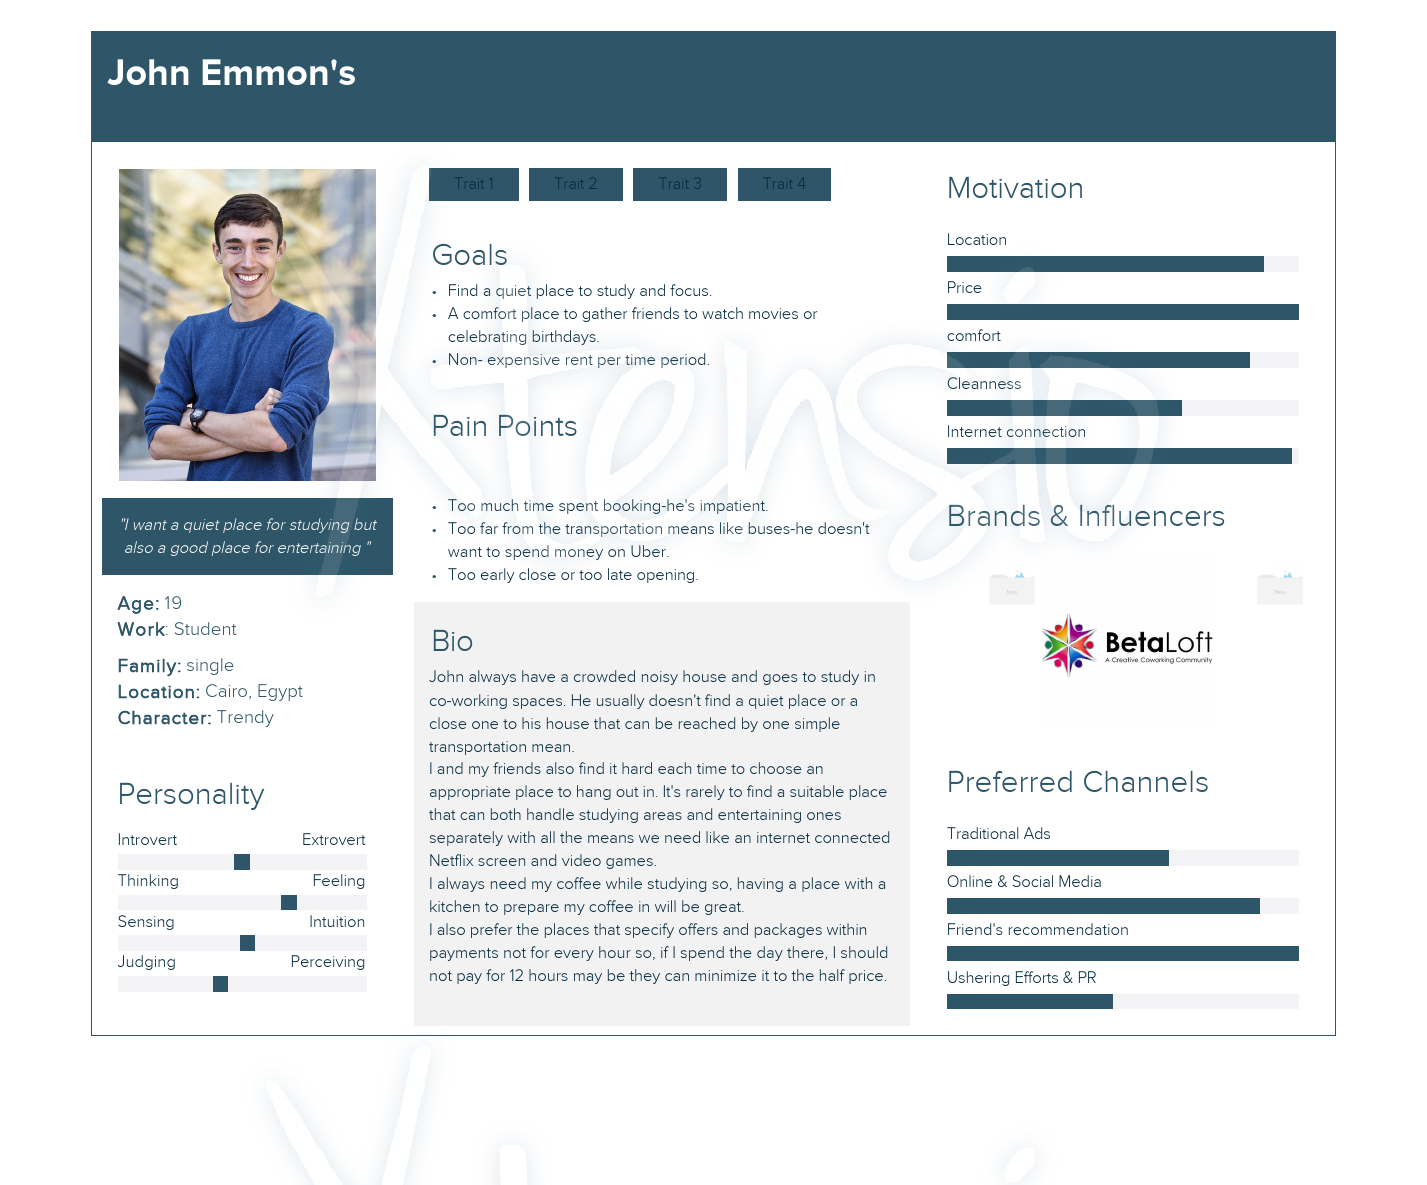 John Emmon's
"I want a quiet place for studying but
also a good place for entertaining "
Age: 19
Work: Student
Family: single
Location: Cairo, Egypt
Character: Trendy
Personality
Introvert Extrovert
Thinking Feeling
Sensing Intuition
Judging Perceiving
Trait 1 Trait 2 Trait 3 Trait 4
Goals
• Find a quiet place to study and focus.
• A comfort place to gather friends to watch movies or
celebrating birthdays.
• Non- expensive rent per time period.
Pain Points
• Too much time spent booking-he's impatient.
• Too far from the transportation means like buses-he doesn't
want to spend money on Uber.
• Too early close or too late opening.
Bio
John always have a crowded noisy house and goes to study in
co-working spaces. He usually doesn't find a quiet place or a
close one to his house that can be reached by one simple
transportation mean.
I and my friends also find it hard each time to choose an
appropriate place to hang out in. It's rarely to find a suitable place
that can both handle studying areas and entertaining ones
separately with all the means we need like an internet connected
Netflix screen and video games.
I always need my coffee while studying so, having a place with a
kitchen to prepare my coffee in will be great.
I also prefer the places that specify offers and packages within
payments not for every hour so, if I spend the day there, I should
not pay for 12 hours may be they can minimize it to the half price.
Motivation
Location
Price
comfort
Cleanness
Internet connection
Brands & Influencers
BetaLoft
A Creative Coworking Community
Preferred Channels
Traditional Ads
Online & Social Media
Friend's recommendation
Ushering Efforts & PR
Xtensio